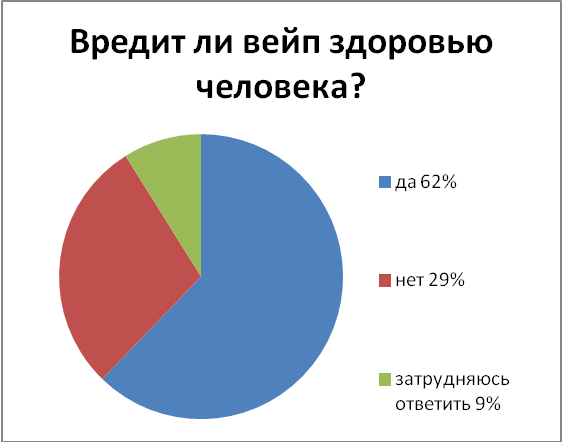 Вредит ли вейп здоровью
человека?
да 62%
нет 29%
затрудняюсь
ответить 9%